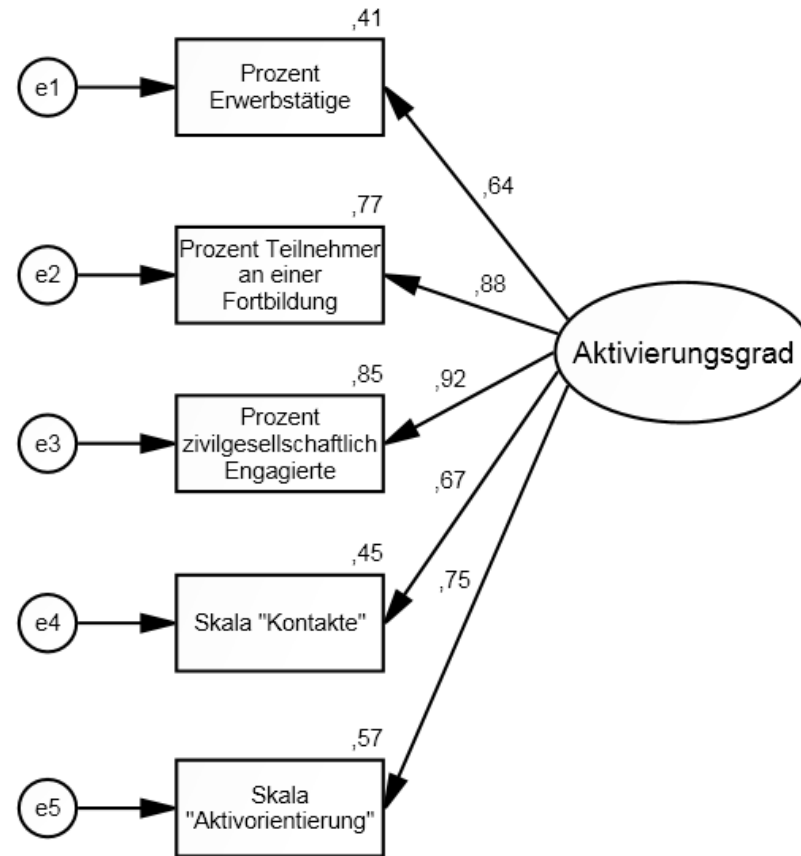 ,41
e1
Prozent
Erwerbstätige
,64
,77
e2
Prozent Teilnehmer
an einer
Fortbildung
,88
Aktivierungsgrad
,85
e3
Prozent
zivilgesellschaftlich
Engagierte
,92
,67
,45
e4
Skala "Kontakte"
,75
,57
e5
Skala
"Aktivorientierung"